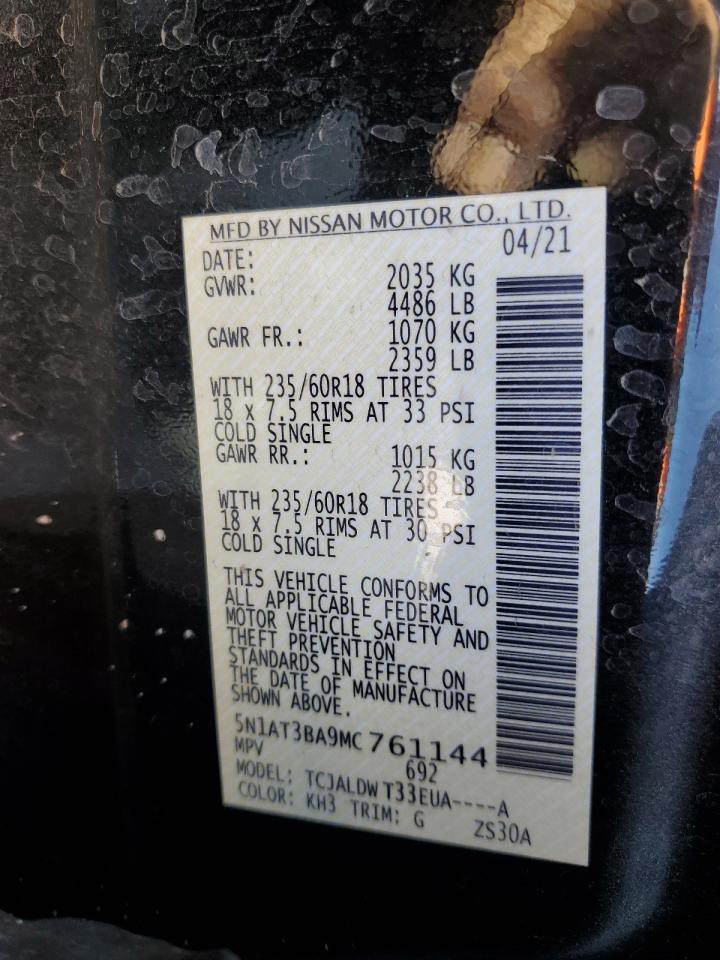 MFD BY NISSAN MOTOR CO., LTD.
DATE: 04/21
GVWR: 2035 KG
4486 LB
GAWR FR.: 1070 KG
2359 LB
WITH 235/60R18 TIRES
18 x 7.5 RIMS AT 33 PSI
COLD SINGLE
GAWR RR.: 1015 KG
2238 LB
WITH 235/60R18 TIRES
18 x 7.5 RIMS AT 30 PSI
COLD SINGLE
THIS VEHICLE CONFORMS TO
ALL APPLICABLE FEDERAL
MOTOR VEHICLE SAFETY AND
THEFT PREVENTION
STANDARDS IN EFFECT ON
THE DATE OF MANUFACTURE
SHOWN ABOVE.
5N1AT3BA9MC 761144
MPV 692
MODEL: TCJALDW T33EUA----A
COLOR: KH3 TRIM: G ZS30A